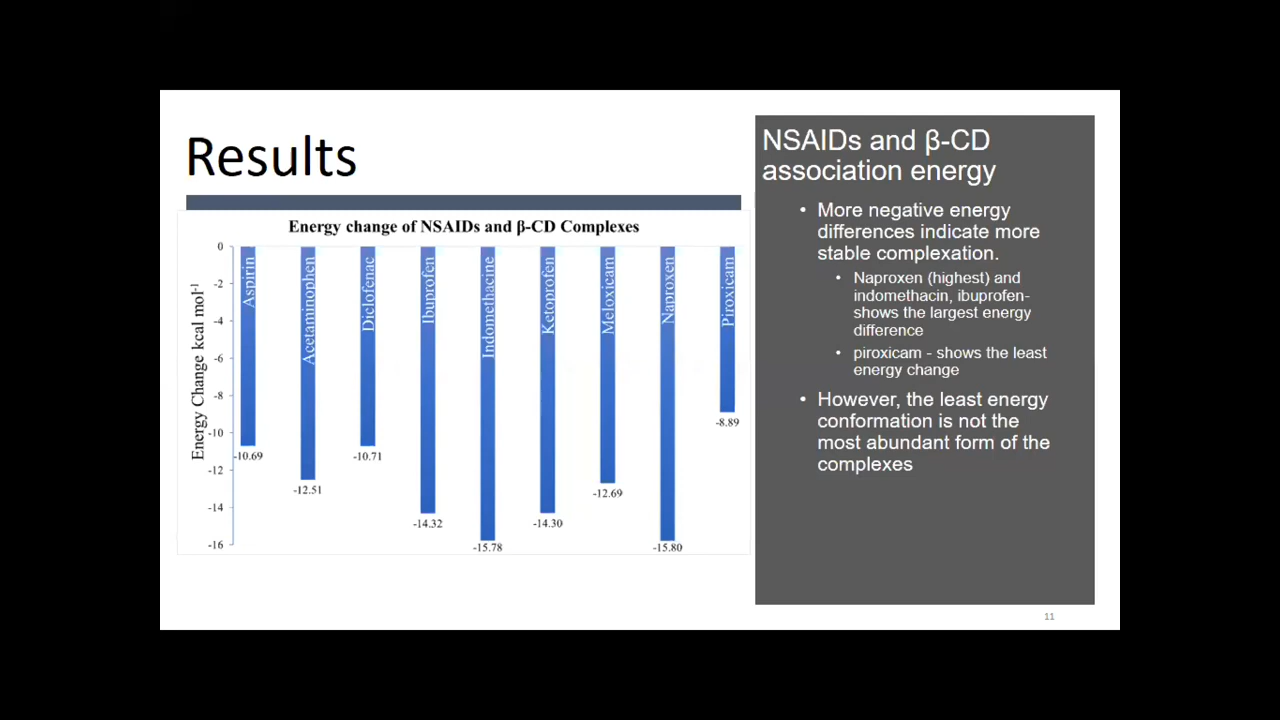 Results
Energy change of NSAIDs and β-CD Complexes
Energy Change kcal mol-1
0
-2
-4
-6
-8
-10
-12
-14
-16
Aspirin
Acetaminophen
Diclofenac
Ibuprofen
Indomethacine
Ketoprofen
Meloxicam
Naproxen
Piroxicam
-10.69
-12.51
-10.71
-14.32
-15.78
-14.30
-12.69
-15.80
-8.89
NSAIDs and β-CD
association energy
• More negative energy
differences indicate more
stable complexation.
• Naproxen (highest) and
indomethacin, ibuprofen-
shows the largest energy
difference
• piroxicam - shows the least
energy change
• However, the least energy
conformation is not the
most abundant form of the
complexes
11